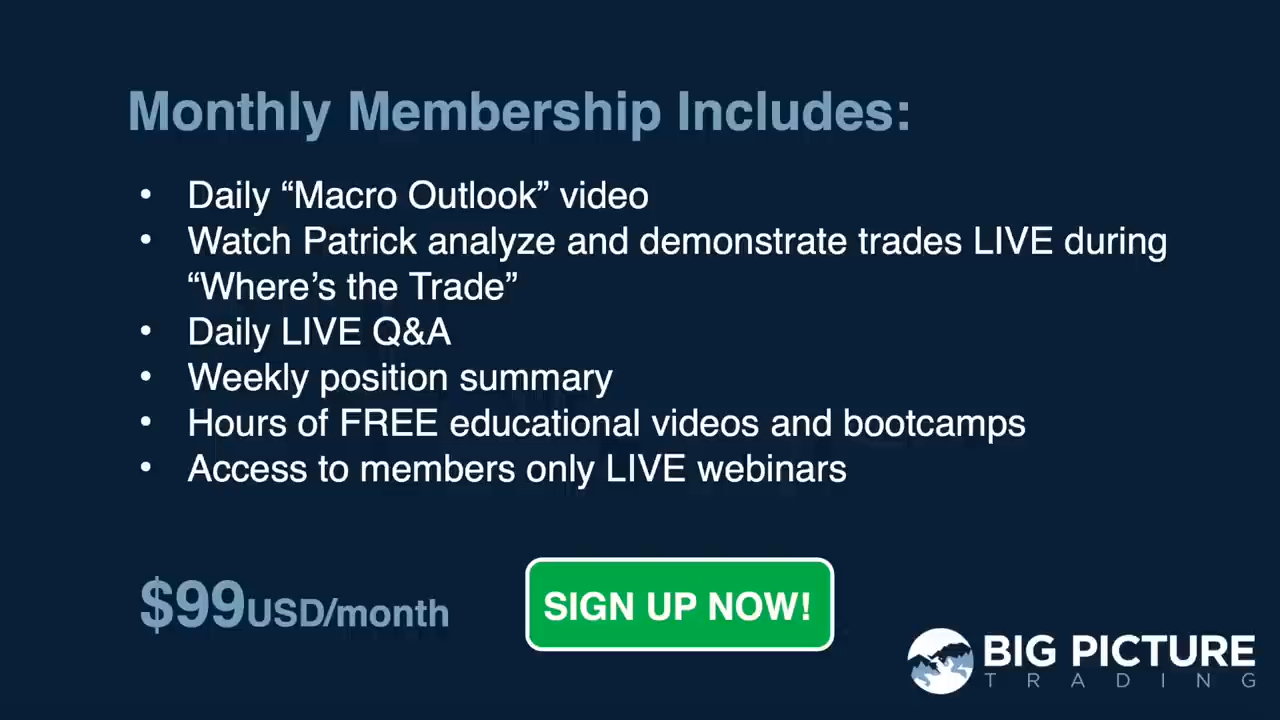 Monthly Membership Includes:
• Daily “Macro Outlook” video
• Watch Patrick analyze and demonstrate trades LIVE during
“Where’s the Trade”
• Daily LIVE Q&A
• Weekly position summary
• Hours of FREE educational videos and bootcamps
• Access to members only LIVE webinars
$99USD/month
SIGN UP NOW!
BIG PICTURE
TRADING